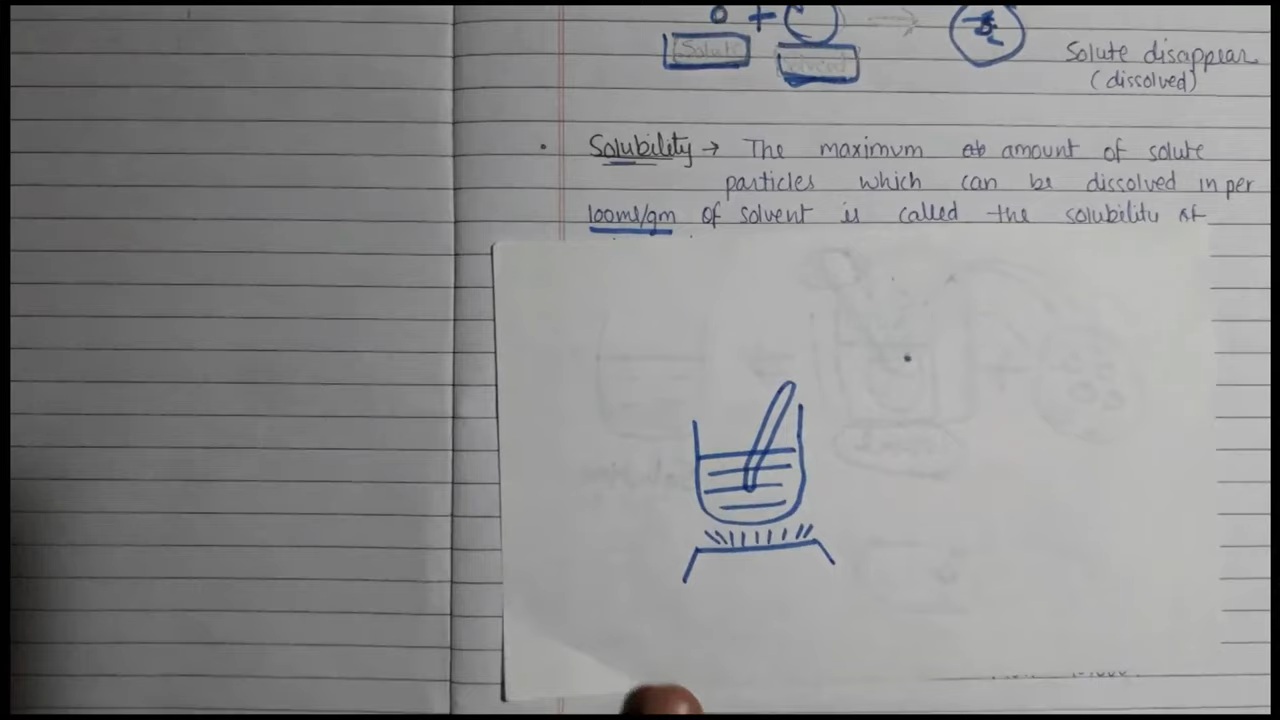 + →
Solute
Solute disappear
(dissolved)
• Solubility → The maximum amount of solute
particles which can be dissolved in per
100ml/gm of solvent is called the solubility of